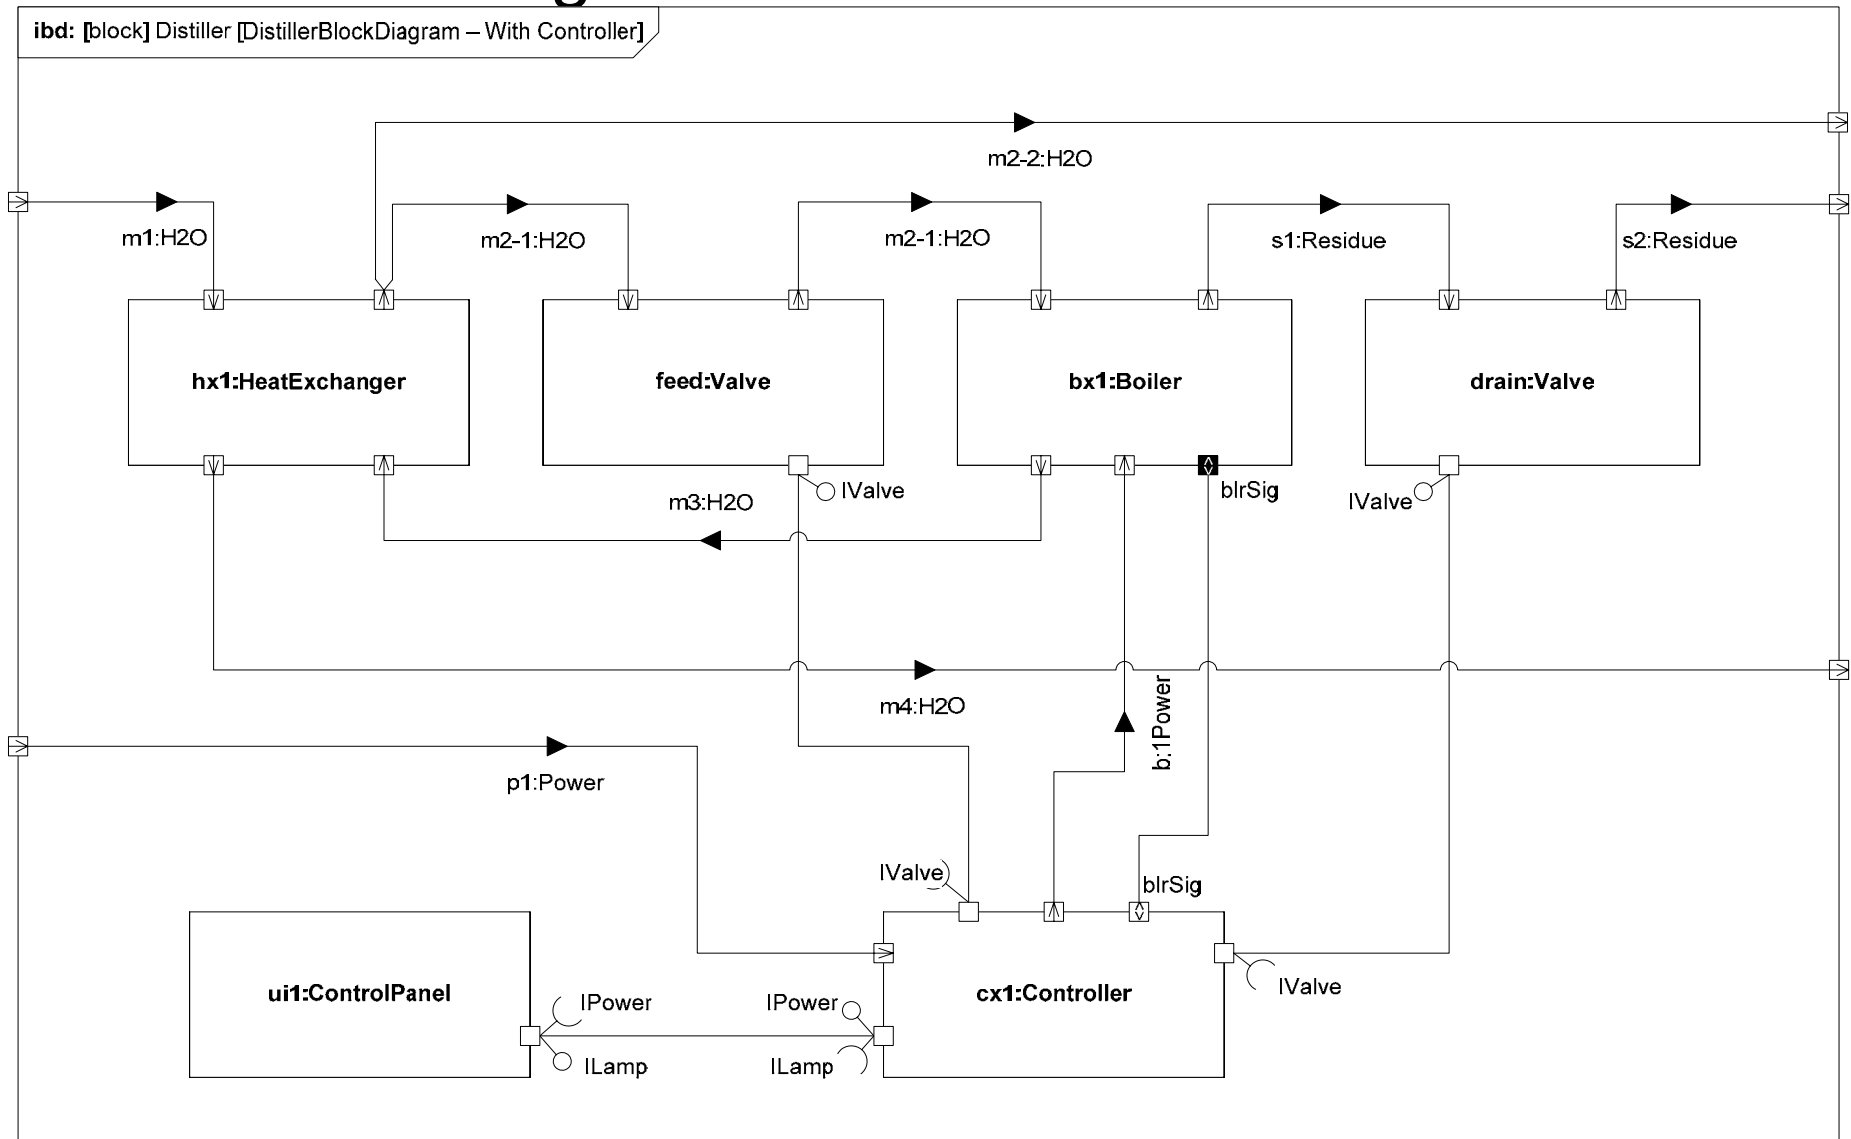 ibd: [block] Distiller [DistillerBlockDiagram – With Controller]
m2-2:H2O
m1:H2O
m2-1:H2O
m2-1:H2O
s1:Residue
s2:Residue
hx1:HeatExchanger
feed:Valve
bx1:Boiler
drain:Valve
m3:H2O
IValve
blrSig
IValve
m4:H2O
b:1Power
p1:Power
IValve
blrSig
ui1:ControlPanel
IPower
IPower
cx1:Controller
IValve
ILamp
ILamp